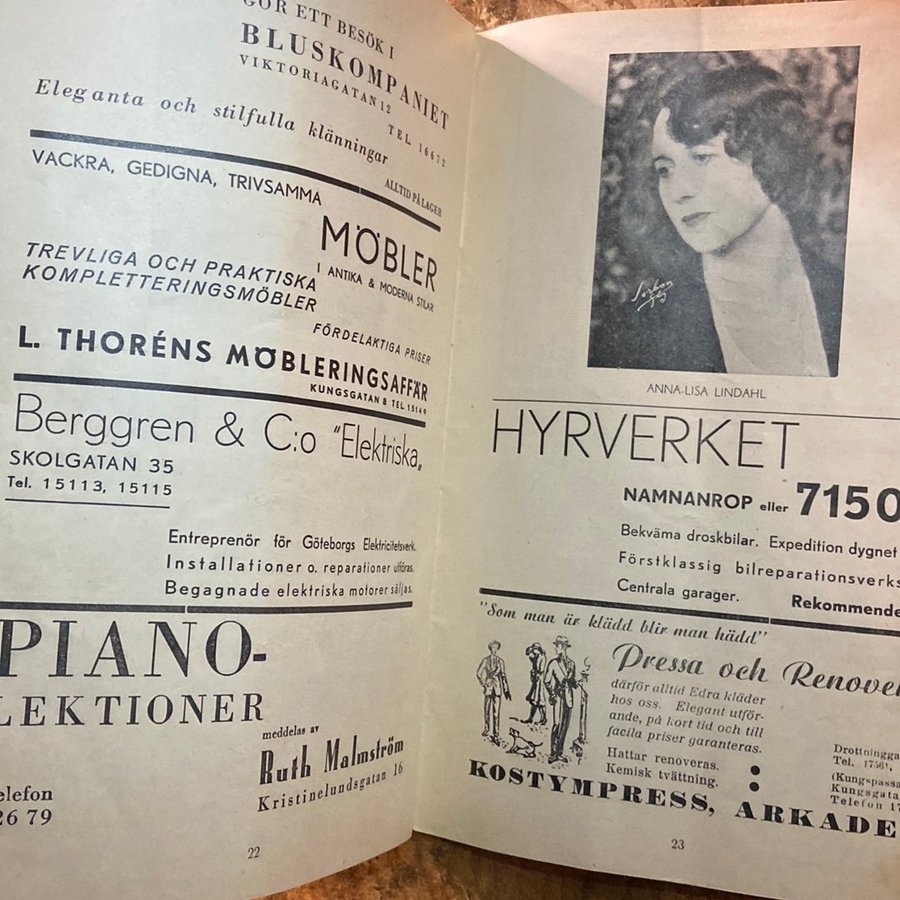 GÖR ETT BESÖK I
BLUSKOMPANIET
VIKTORIAGATAN 12
TEL. 16672
Eleganta och stilfulla klänningar
ALLTID PÅ LAGER
VACKRA, GEDIGNA, TRIVSAMMA
MÖBLER
I ANTIKA & MODERNA STILAR
TREVLIGA OCH PRAKTISKA
KOMPLETTERINGSMÖBLER
FÖRDELAKTIGA PRISER
L. THORÉNS MÖBLERINGSAFFÄR
KUNGSGATAN 8 TEL. 15149
Berggren & C:o "Elektriska„
SKOLGATAN 35
Tel. 15113, 15115
Entreprenör för Göteborgs Elektricitetsverk.
Installationer o. reparationer utföras.
Begagnade elektriska motorer säljas.
PIANO-
LEKTIONER
meddelas av
Ruth Malmström
Kristinelundsgatan 16
elefon
26 79
22
ANNA-LISA LINDAHL
HYRVERKET
NAMNANROP eller 7150
Bekväma droskbilar. Expedition dygnet
Förstklassig bilreparationsverks
Centrala garager. Rekommende
"Som man är klädd blir man hädd"
Pressa och Renover
därför alltid Edra kläder
hos oss. Elegant utför-
ande, på kort tid och till
facila priser garanteras.
Hattar renoveras.
Kemisk tvättning.
Drottningga
Tel.
(Kungspassa
Kungsgata
Telefon 17
KOSTYMPRESS, ARKADE
23